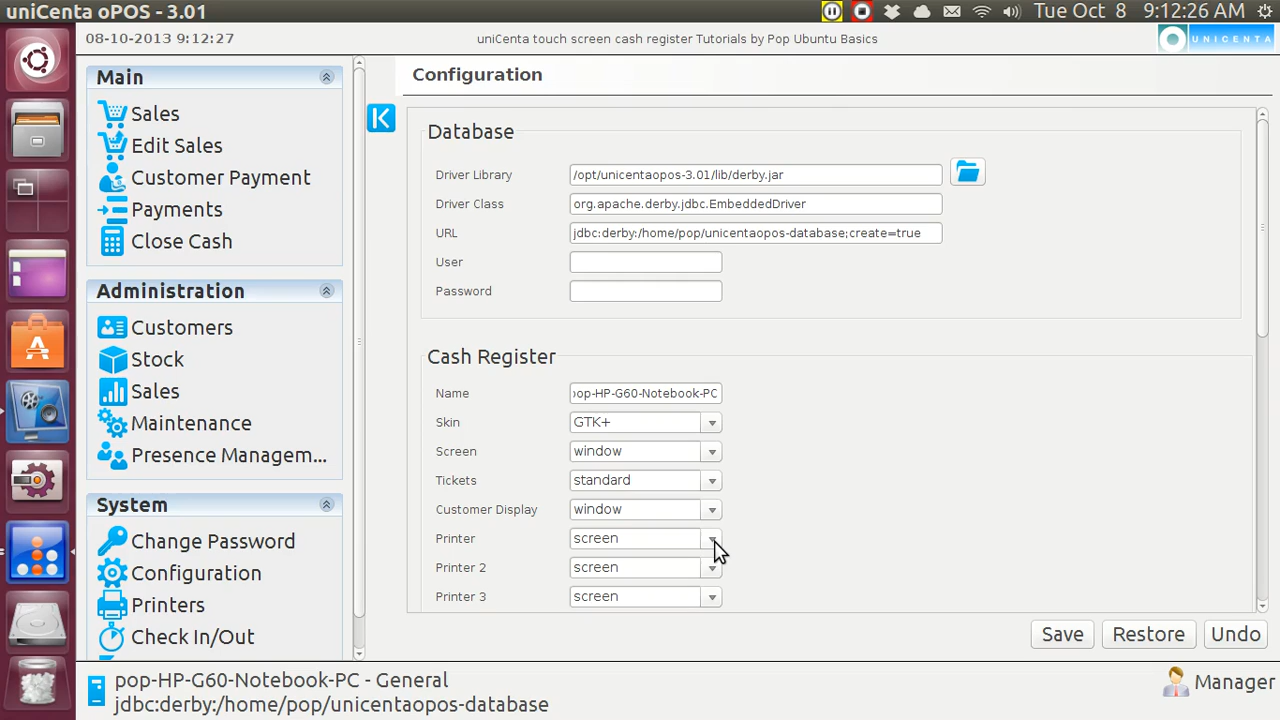 uniCenta oPOS - 3.01
Tue Oct 8 9:12:26 AM
08-10-2013 9:12:27
uniCenta touch screen cash register Tutorials by Pop Ubuntu Basics
UNICENTA
Main
Sales
Edit Sales
Customer Payment
Payments
Close Cash
Administration
Customers
Stock
Sales
Maintenance
Presence Managem...
System
Change Password
Configuration
Printers
Check In/Out
Configuration
Database
Driver Library /opt/unicentaopos-3.01/lib/derby.jar
Driver Class org.apache.derby.jdbc.EmbeddedDriver
URL jdbc:derby:/home/pop/unicentaopos-database;create=true
User
Password
Cash Register
Name pop-HP-G60-Notebook-PC
Skin GTK+
Screen window
Tickets standard
Customer Display window
Printer screen
Printer 2 screen
Printer 3 screen
Save Restore Undo
pop-HP-G60-Notebook-PC - General
jdbc:derby:/home/pop/unicentaopos-database
Manager